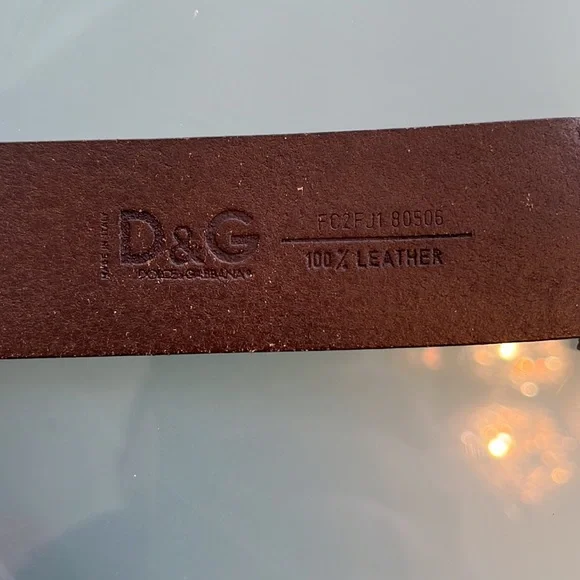 MADE IN ITALY
D&G
DOLCE & GABBANA
FC2FJ1 80506
100% LEATHER